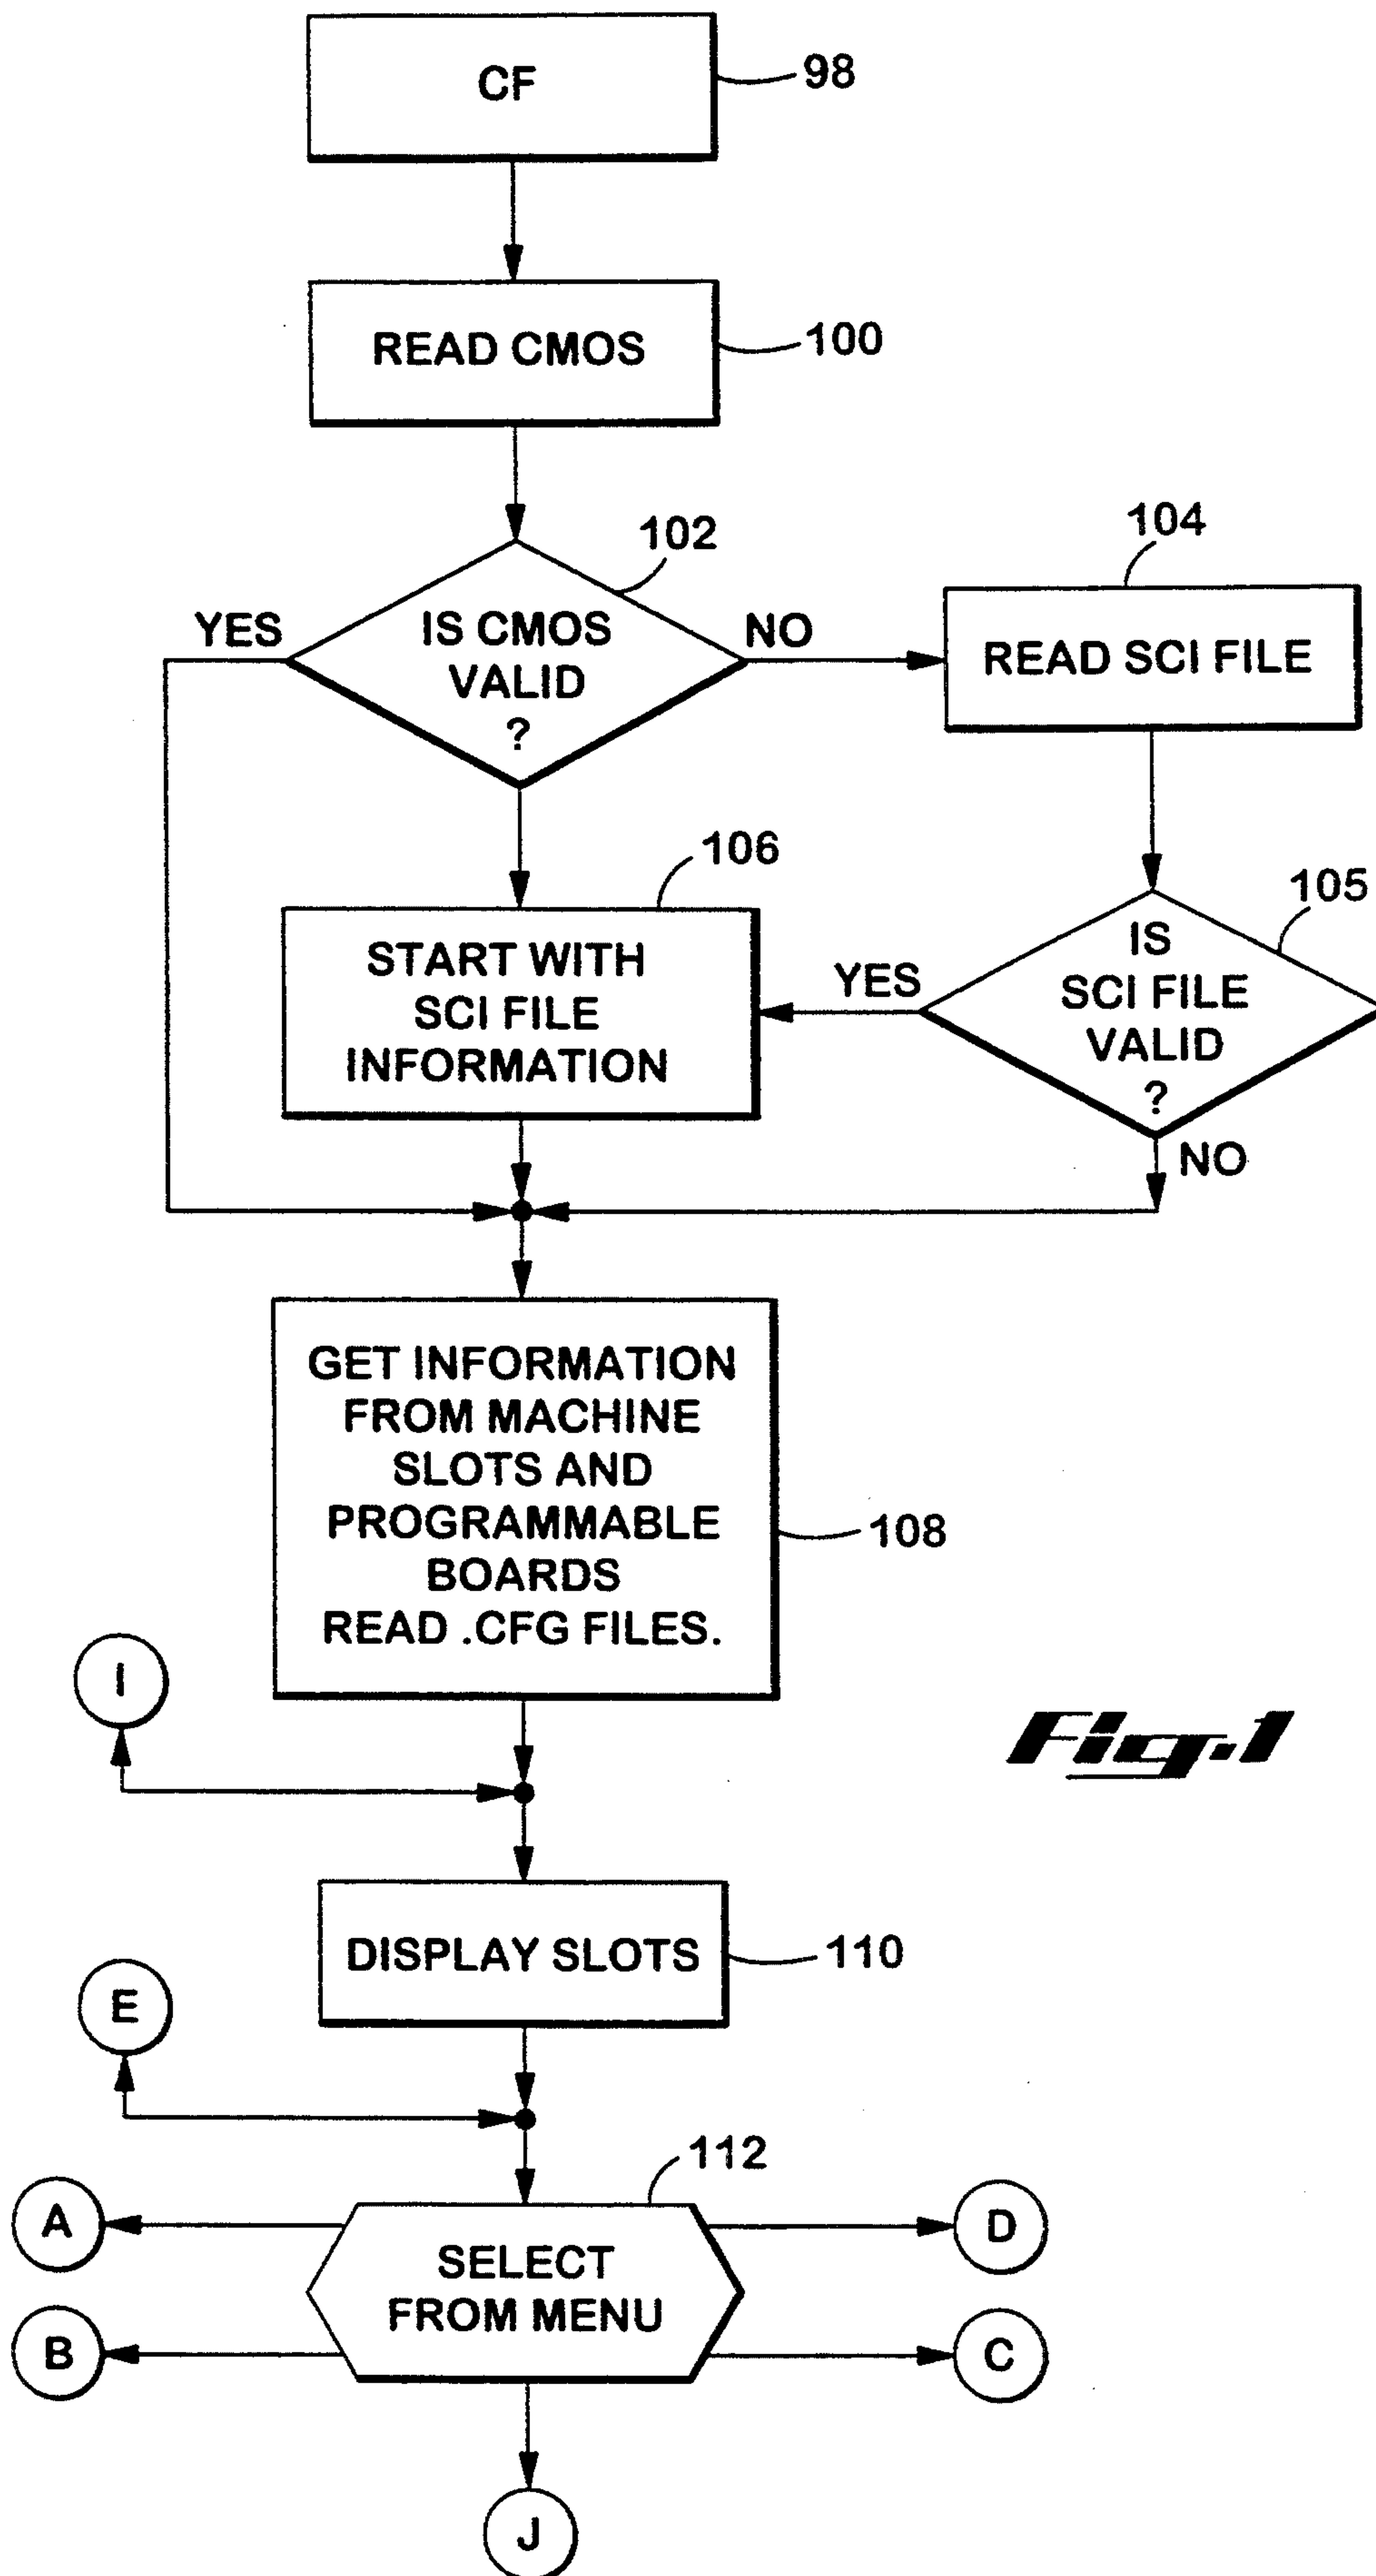 CF
98
READ CMOS
100
102
YES
IS CMOS
VALID
?
NO
104
READ SCI FILE
106
START WITH
SCI FILE
INFORMATION
105
IS
SCI FILE
VALID
?
YES
NO
GET INFORMATION
FROM MACHINE
SLOTS AND
PROGRAMMABLE
BOARDS
READ .CFG FILES.
108
I
Fig.1
DISPLAY SLOTS
110
E
112
A
SELECT
FROM MENU
D
B
C
J